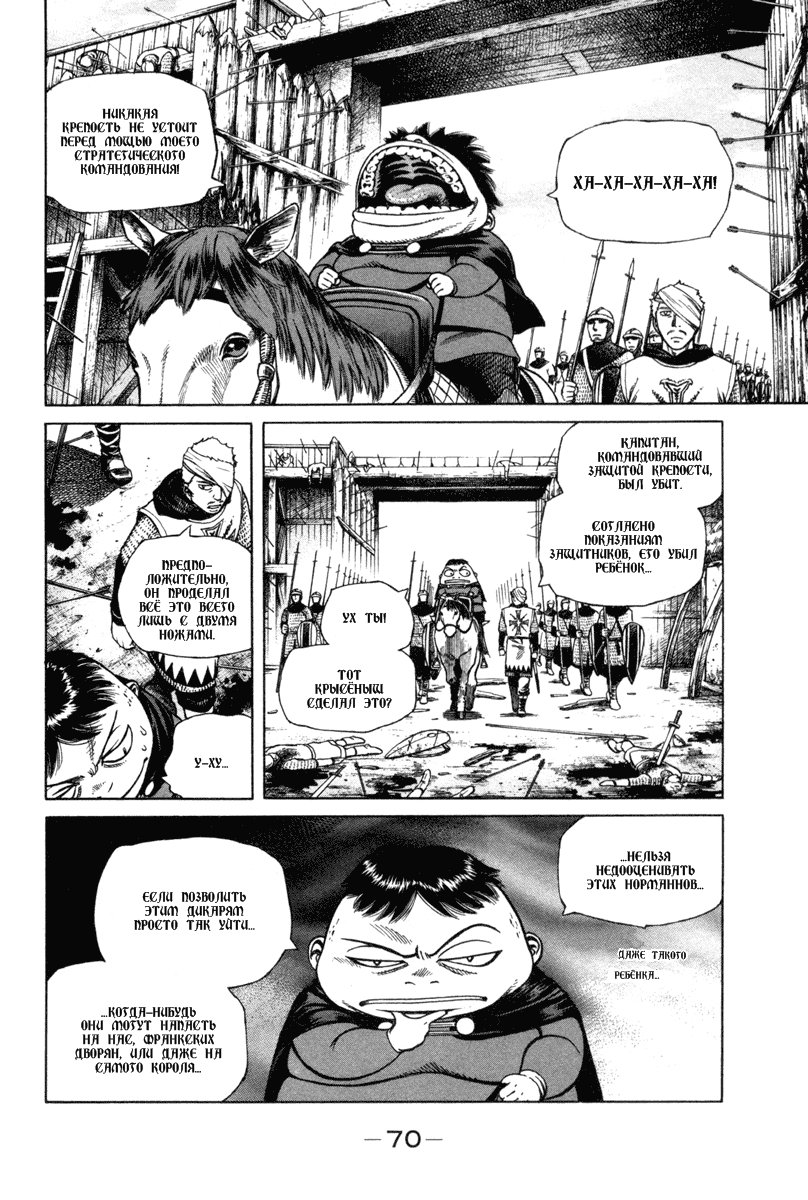 ХА-ХА-ХА-ХА-ХА!
НИКАКАЯ
КРЕПОСТЬ НЕ УСТОИТ
ПЕРЕД МОЩЬЮ МОЕГО
СТРАТЕГИЧЕСКОГО
КОМАНДОВАНИЯ!
КАПИТАН,
КОМАНДОВАВШИЙ
ЗАЩИТОЙ КРЕПОСТИ,
БЫЛ УБИТ.
СОГЛАСНО
ПОКАЗАНИЯМ
ЗАЩИТНИКОВ, ЕГО УБИЛ
РЕБЁНОК...
УХ ТЫ!
ТОТ
КРЫСЁНЫШ
СДЕЛАЛ ЭТО?
ПРЕДПО-
ЛОЖИТЕЛЬНО,
ОН ПРОДЕЛАЛ
ВСЁ ЭТО ВСЕГО
ЛИШЬ С ДВУМЯ
НОЖАМИ.
У-ХУ...
...НЕЛЬЗЯ
НЕДООЦЕНИВАТЬ
ЭТИХ НОРМАННОВ...
ДАЖЕ ТАКОГО
РЕБЁНКА..
ЕСЛИ ПОЗВОЛИТЬ
ЭТИМ ДИКАРЯМ
ПРОСТО ТАК УЙТИ...
...КОГДА-НИБУДЬ
ОНИ МОГУТ НАПАСТЬ
НА НАС, ФРАНКСКИХ
ДВОРЯН, ИЛИ ДАЖЕ НА
САМОГО КОРОЛЯ...
—70—